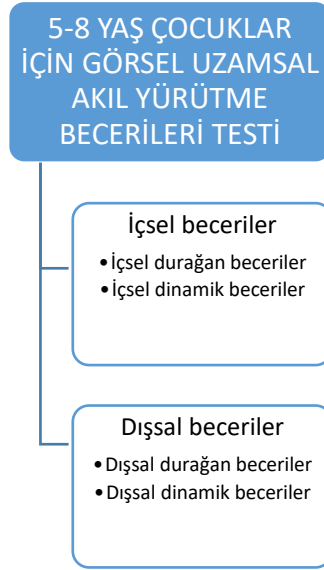 5-8 YAŞ ÇOCUKLAR
İÇİN GÖRSEL UZAMSAL
AKIL YÜRÜTME
BECERİLERİ TESTİ
İçsel beceriler
•İçsel durağan beceriler
•İçsel dinamik beceriler
Dışsal beceriler
•Dışsal durağan beceriler
•Dışsal dinamik beceriler